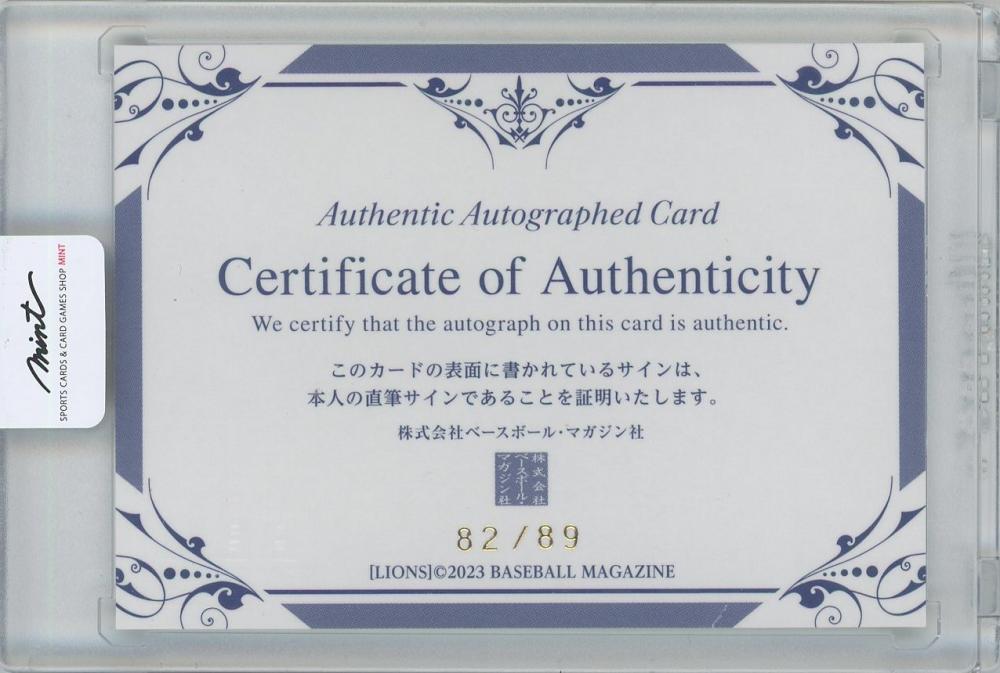 Authentic Autographed Card
Certificate of Authenticity
We certify that the autograph on this card is authentic.
このカードの表面に書かれているサインは、
本人の直筆サインであることを証明いたします。
株式会社ベースボール・マガジン社
株式会社
ベースボール・
マガジン社
82/89
[LIONS]©2023 BASEBALL MAGAZINE
mint
SPORTS CARDS & CARD GAMES SHOP MINT